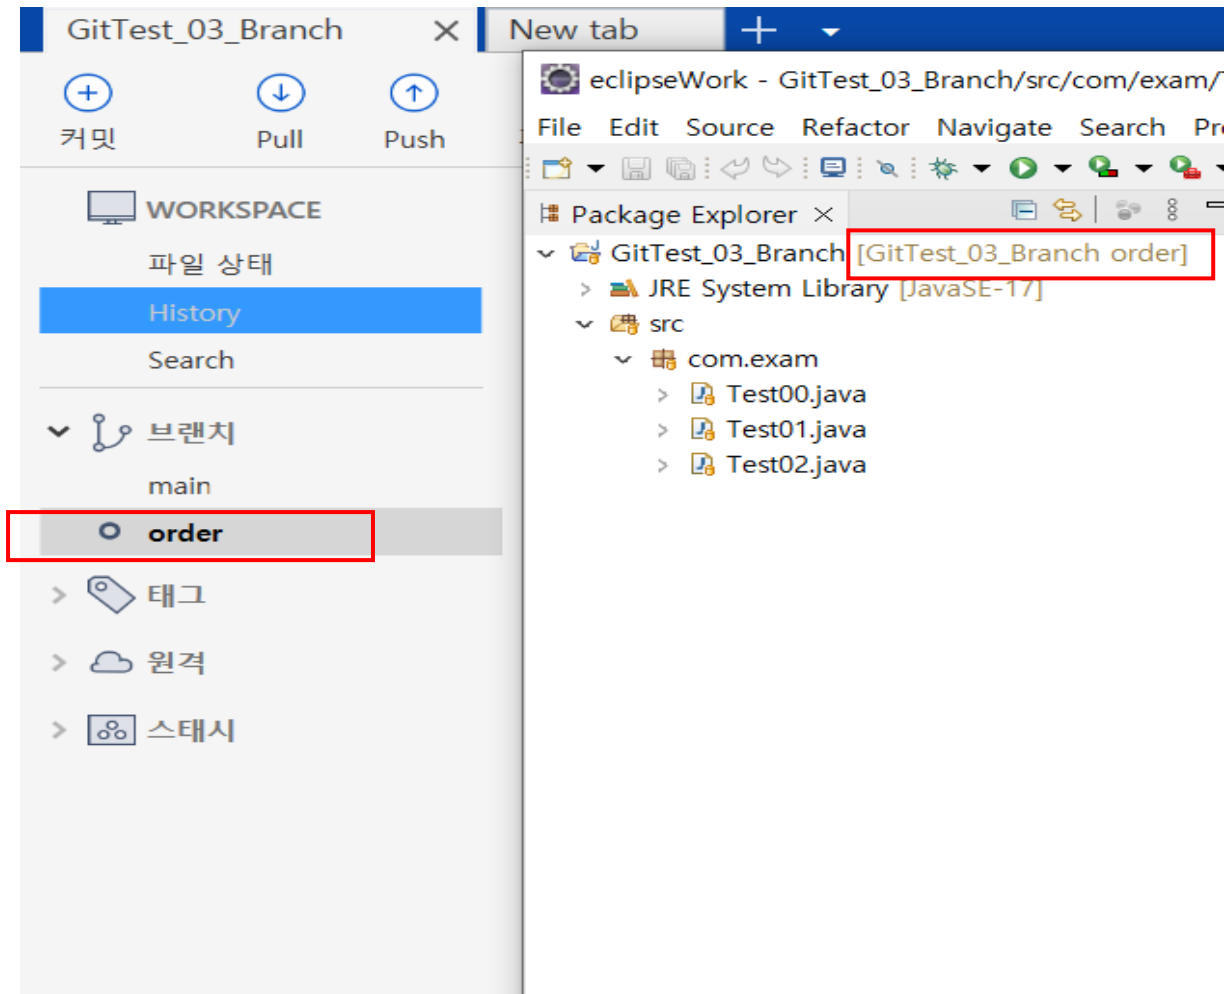 GitTest_03_Branch
New tab
커밋
Pull
Push
WORKSPACE
파일 상태
History
Search
브랜치
main
order
태그
원격
스태시
eclipseWork - GitTest_03_Branch/src/com/exam/
File Edit Source Refactor Navigate Search
Package Explorer
GitTest_03_Branch [GitTest_03_Branch order]
JRE System Library [JavaSE-17]
src
com.exam
Test00.java
Test01.java
Test02.java